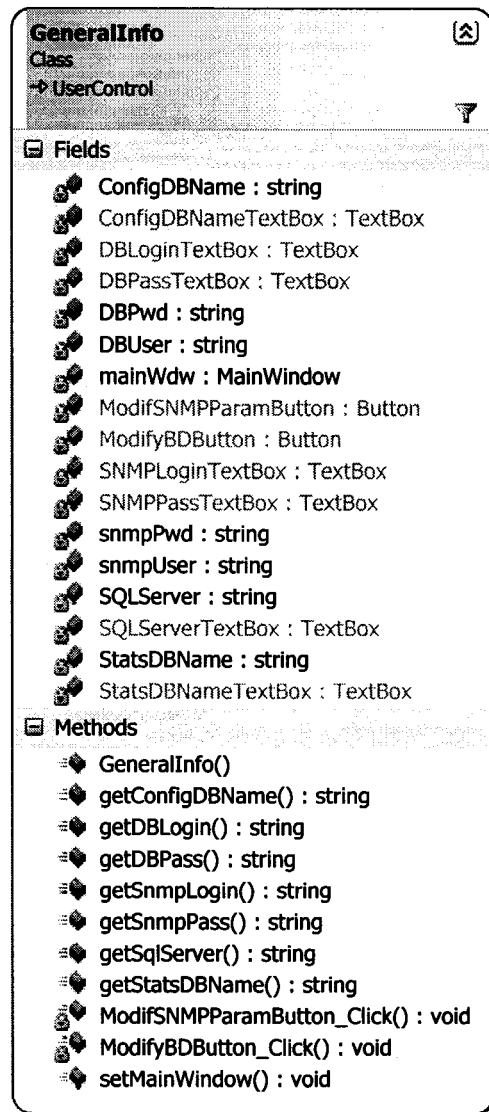 GeneralInfo
Class
UserControl
Fields
ConfigDBName : string
ConfigDBNameTextBox : TextBox
DBLoginTextBox : TextBox
DBPassTextBox : TextBox
DBPwd : string
DBUser : string
mainWdw : MainWindow
ModifSNMPParamButton : Button
ModifyBDButton : Button
SNMPLoginTextBox : TextBox
SNMPPassTextBox : TextBox
snmpPwd : string
snmpUser : string
SQLServer : string
SQLServerTextBox : TextBox
StatsDBName : string
StatsDBNameTextBox : TextBox
Methods
GeneralInfo()
getConfigDBName() : string
getDBLogin() : string
getDBPass() : string
getSnmpLogin() : string
getSnmpPass() : string
getSqlServer() : string
getStatsDBName() : string
ModifSNMPParamButton_Click() : void
ModifyBDButton_Click() : void
setMainWindow() : void